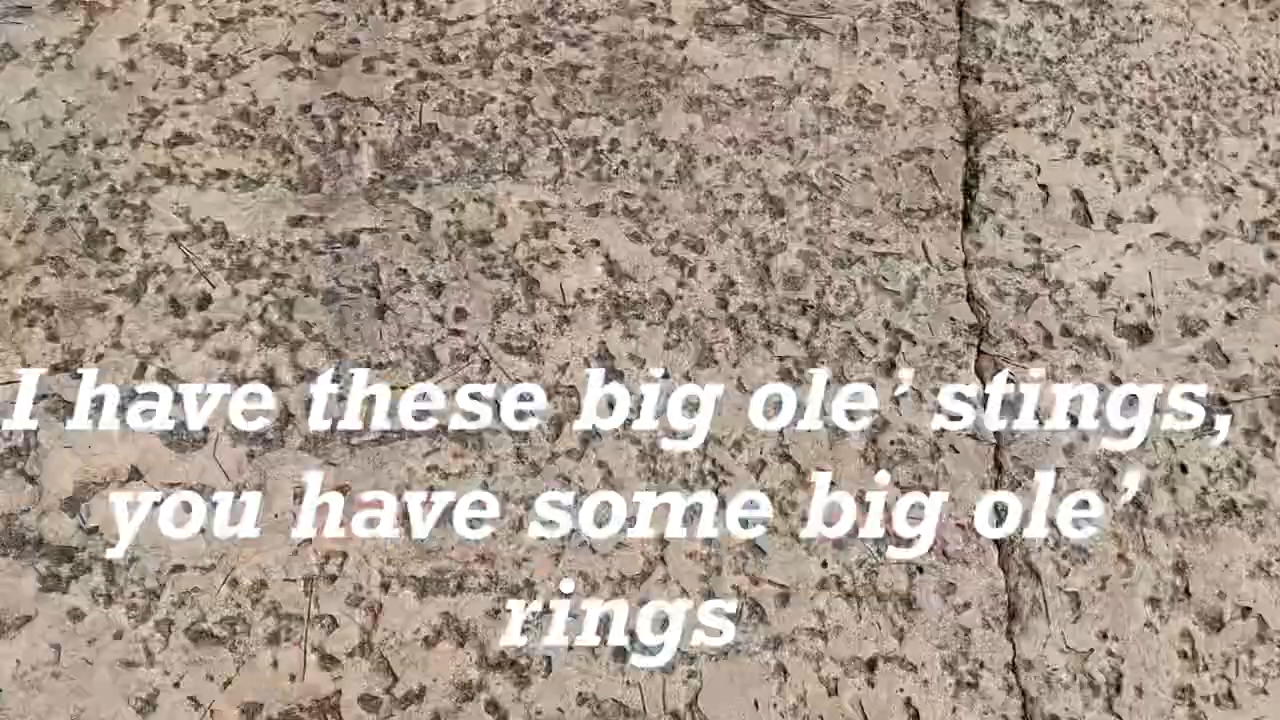 I have these big ole’ stings,
you have some big ole’
rings